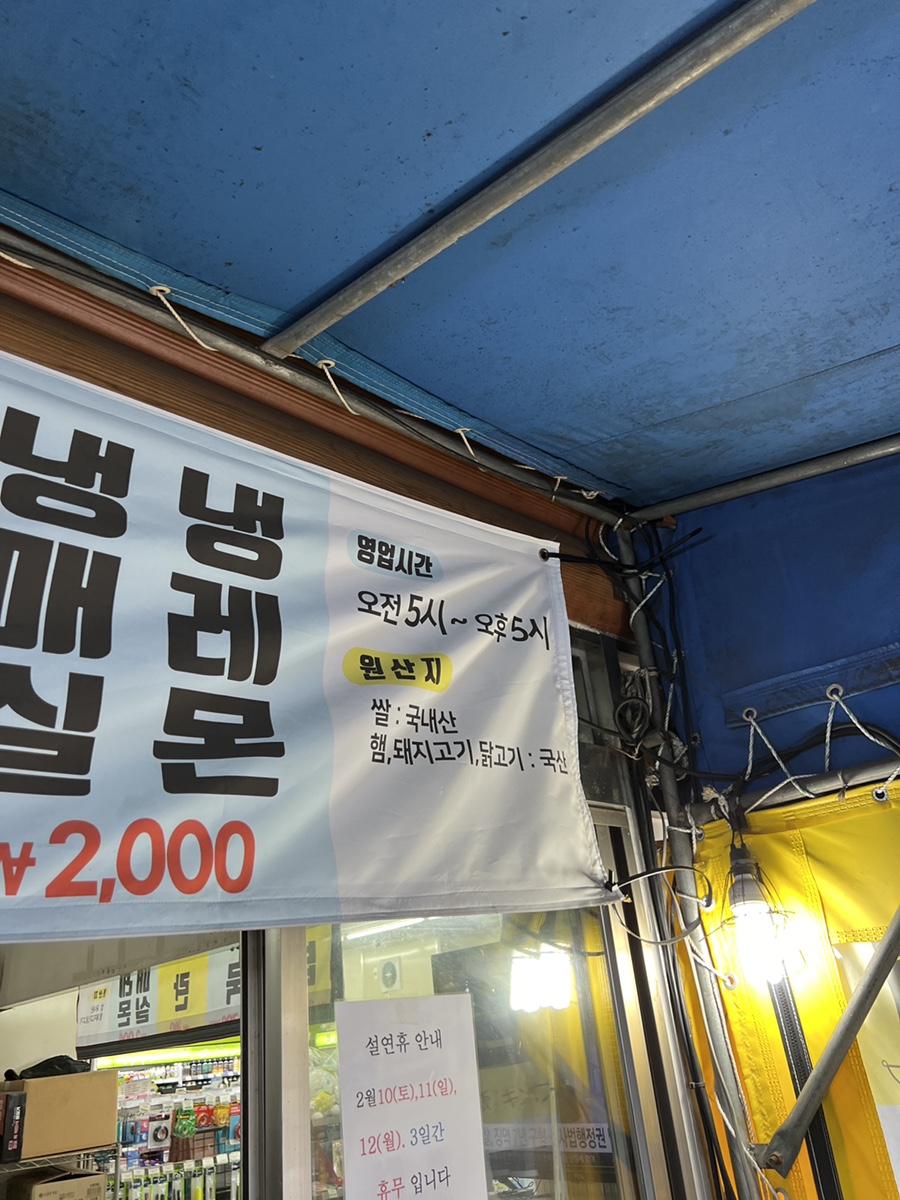 냉매실
냉레몬
₩2,000
영업시간
오전 5시 ~ 오후 5시
원산지
쌀 : 국내산
햄,돼지고기,닭고기 : 국산
설연휴 안내
2월10(토),11(일),
12(월). 3일간
휴무 입니다